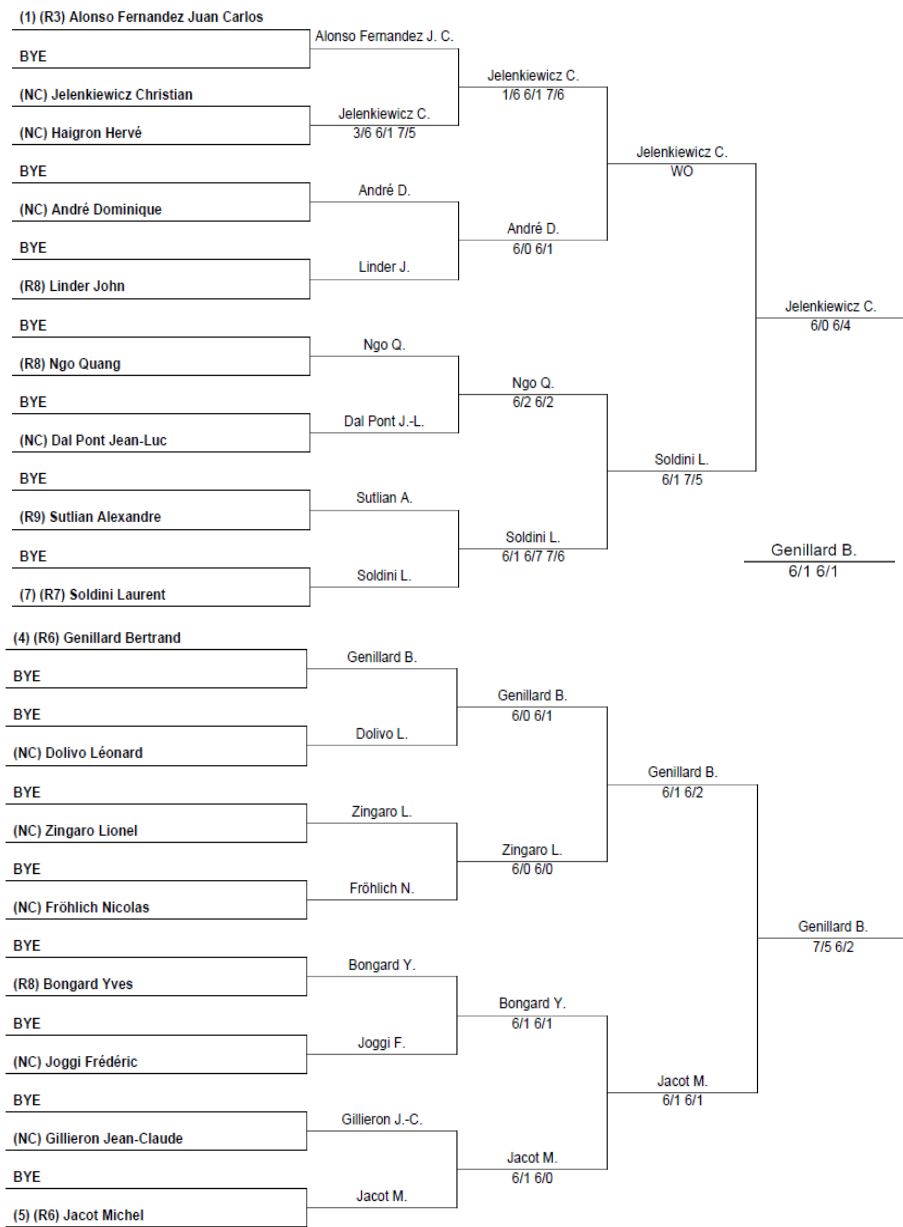 (1) (R3) Alonso Fernandez Juan Carlos
BYE
(NC) Jelenkiewicz Christian
(NC) Haigron Hervé
BYE
(NC) André Dominique
BYE
(R8) Linder John
BYE
(R8) Ngo Quang
BYE
(NC) Dal Pont Jean-Luc
BYE
(R9) Sutlian Alexandre
BYE
(7) (R7) Soldini Laurent
(4) (R6) Genillard Bertrand
BYE
BYE
(NC) Dolivo Léonard
BYE
(NC) Zingaro Lionel
BYE
(NC) Fröhlich Nicolas
BYE
(R8) Bongard Yves
BYE
(NC) Joggi Frédéric
BYE
(NC) Gillieron Jean-Claude
BYE
(5) (R6) Jacot Michel
Alonso Fernandez J. C.
Jelenkiewicz C.
3/6 6/1 7/5
André D.
Linder J.
Ngo Q.
Dal Pont J.-L.
Sutlian A.
Soldini L.
Genillard B.
Dolivo L.
Zingaro L.
Fröhlich N.
Bongard Y.
Joggi F.
Gillieron J.-C.
Jacot M.
Jelenkiewicz C.
1/6 6/1 7/6
André D.
6/0 6/1
Ngo Q.
6/2 6/2
Soldini L.
6/1 6/7 7/6
Genillard B.
6/0 6/1
Zingaro L.
6/0 6/0
Bongard Y.
6/1 6/1
Jacot M.
6/1 6/0
Jelenkiewicz C.
WO
Soldini L.
6/1 7/5
Genillard B.
6/1 6/2
Jacot M.
6/1 6/1
Jelenkiewicz C.
6/0 6/4
Genillard B.
7/5 6/2
Genillard B.
6/1 6/1